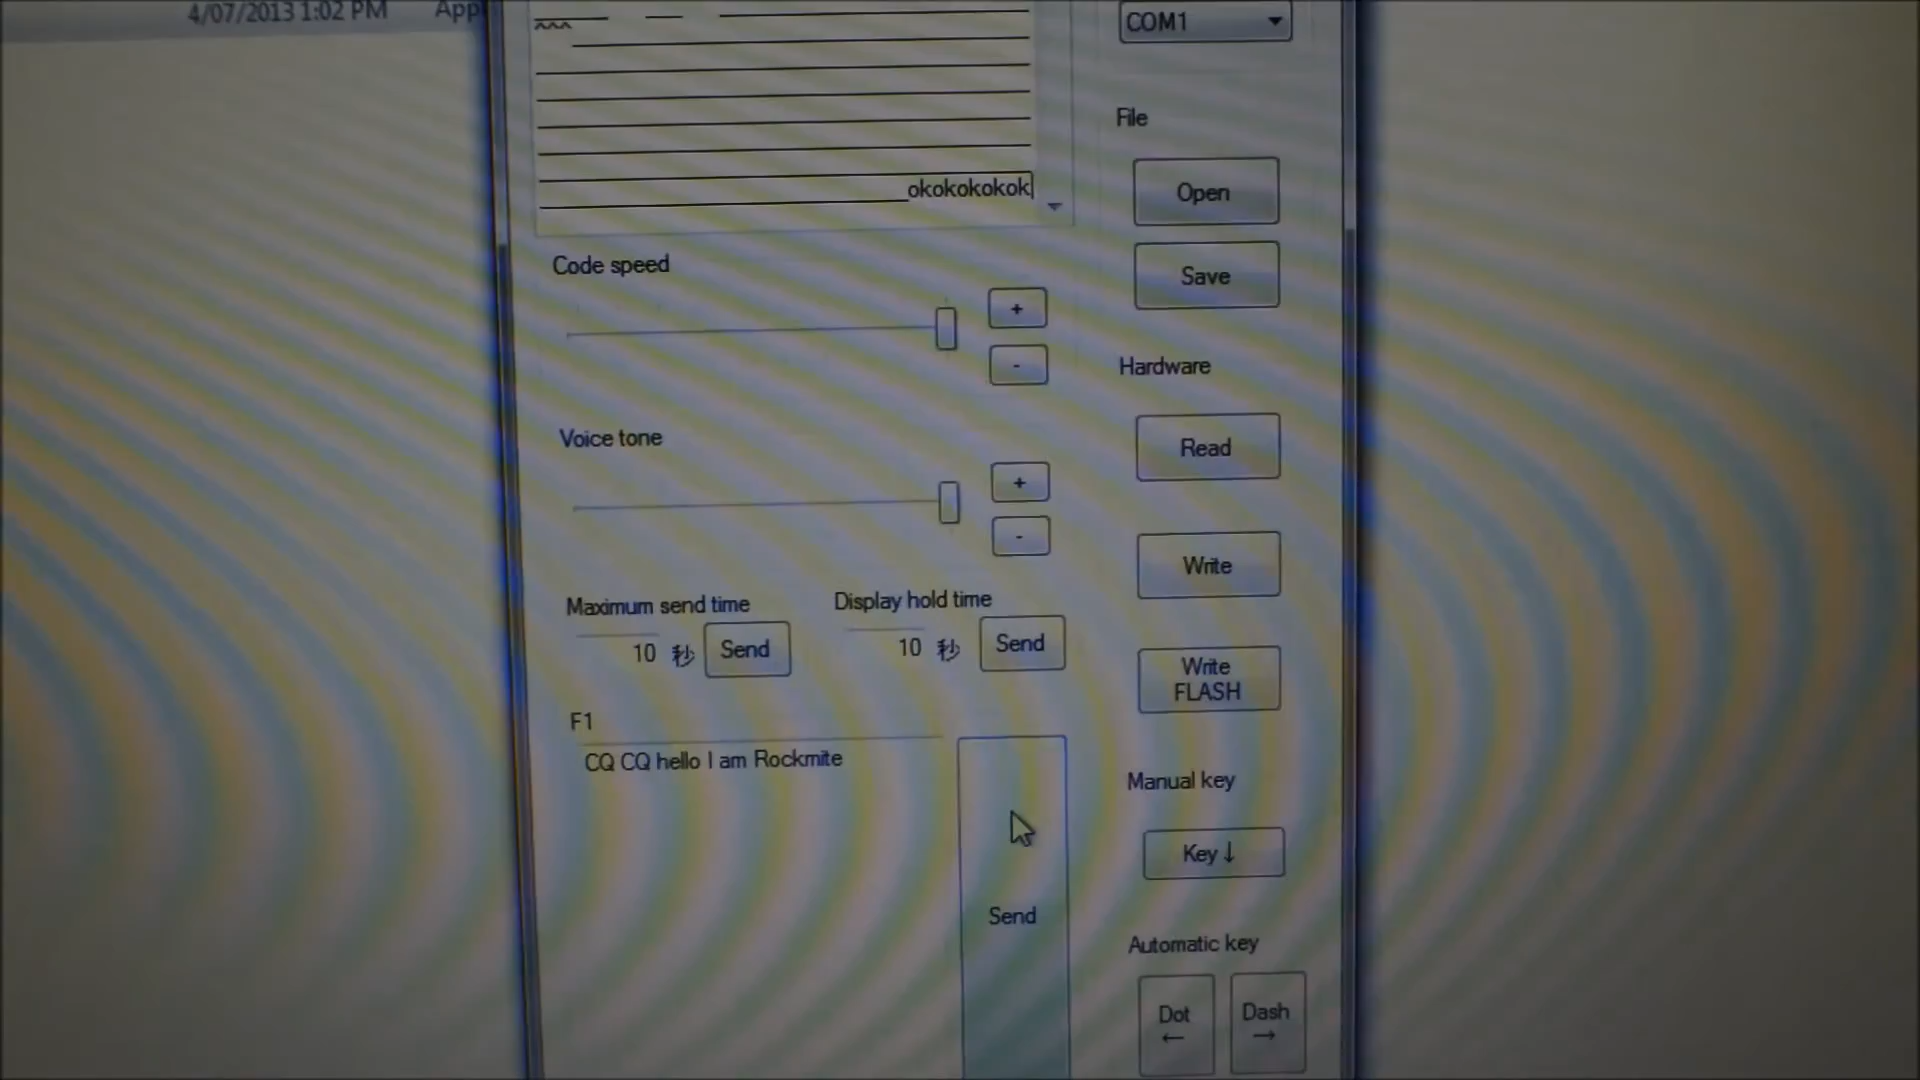 4/07/2013 1:02 PM
COM1
okokokokok
File
Open
Save
Code speed
+
-
Hardware
Read
Voice tone
+
-
Write
Maximum send time
10 秒 Send
Display hold time
10 秒 Send
Write
FLASH
F1
CQ CQ hello I am Rockmite
Send
Manual key
Key ↓
Automatic key
Dot
←
Dash
→